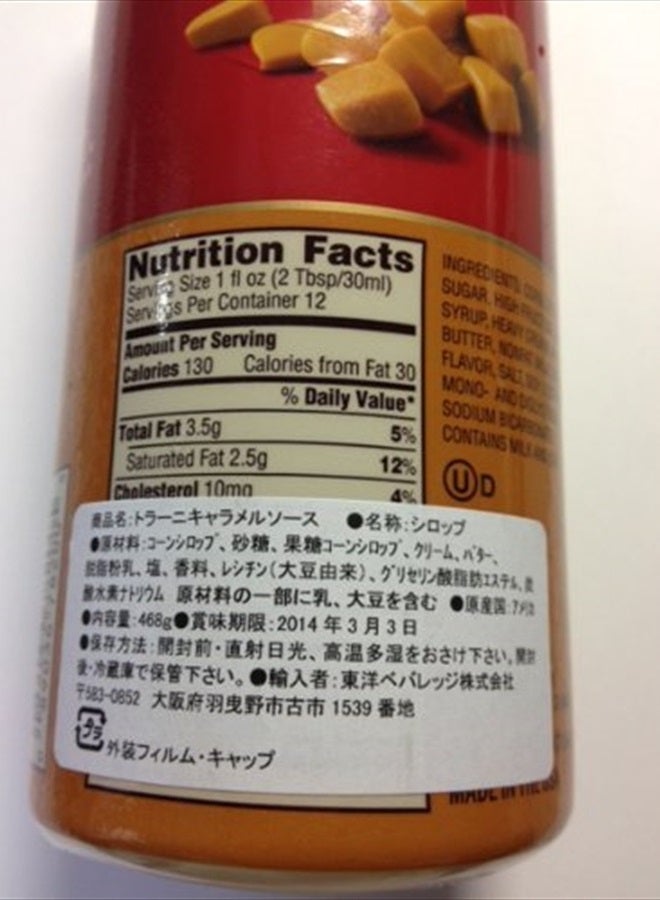 Nutrition Facts
Serving Size 1 fl oz (2 Tbsp/30ml)
Servings Per Container 12
Amount Per Serving
Calories 130 Calories from Fat 30
% Daily Value*
Total Fat 3.5g 5%
Saturated Fat 2.5g 12%
Cholesterol 10mg 4%
INGREDIENTS:
SUGAR, HIGH
SYRUP, HEAVY
BUTTER, NONFAT
FLAVOR, SALT,
MONO- AND
SODIUM
CONTAINS MILK
UD
商品名:トラーニキャラメルソース ●名称:シロップ
●原材料:コーンシロップ、砂糖、果糖コーンシロップ、クリーム、バター、
脱脂粉乳、塩、香料、レシチン(大豆由来)、グリセリン酸脂肪エステル、炭
酸水素ナトリウム 原材料の一部に乳、大豆を含む ●原産国:アメリカ
●内容量:468g●賞味期限:2014年3月3日
●保存方法:開封前・直射日光、高温多湿をおさけ下さい。開封
後・冷蔵庫で保管下さい。●輸入者:東洋ベバレッジ株式会社
〒583-0852 大阪府羽曳野市古市 1539 番地
プラ
外装フィルム・キャップ
MADE IN THE